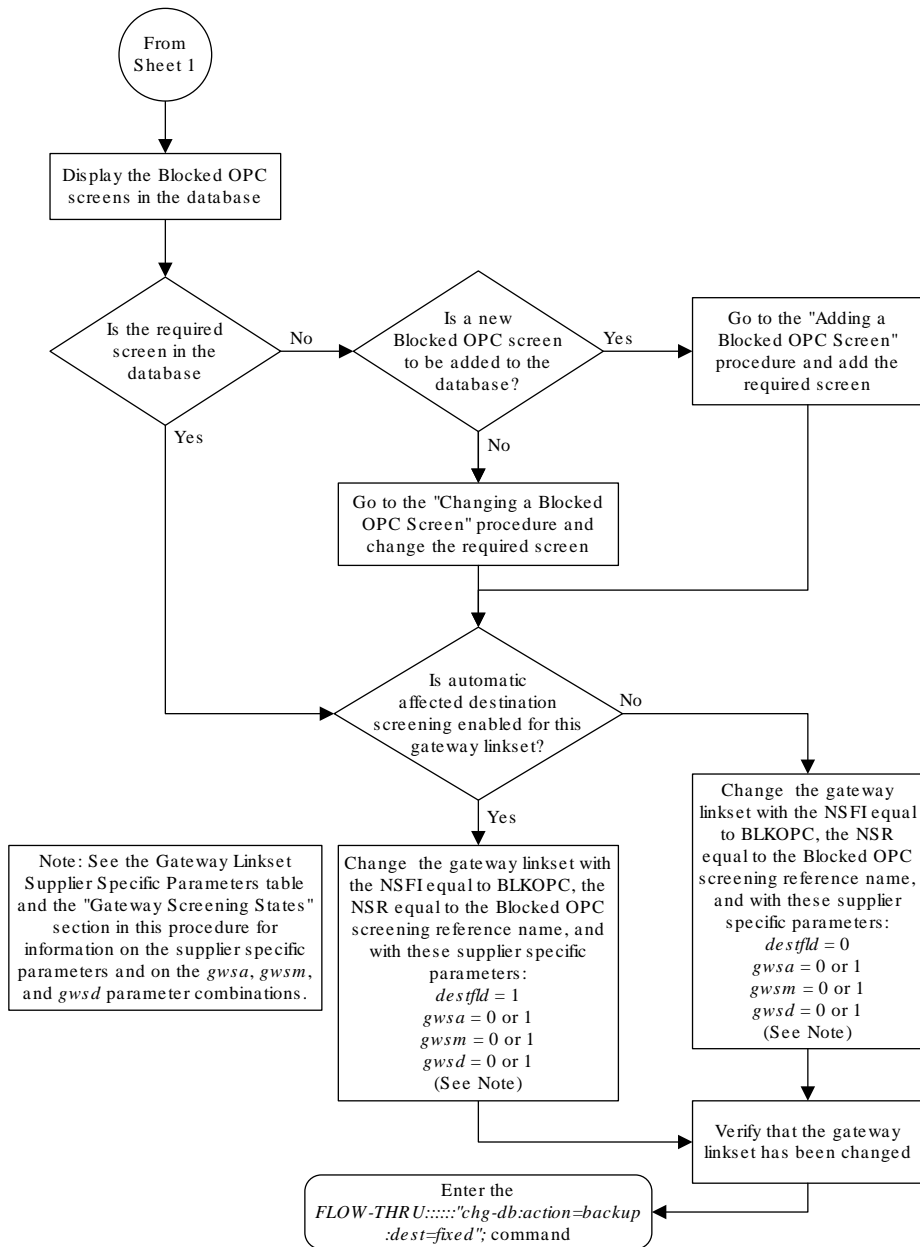 From
Sheet 1
Display the Blocked OPC
screens in the database
Is the required
screen in the
database
No
Yes
Is a new
Blocked OPC screen
to be added to the
database?
Yes
No
Go to the "Adding a
Blocked OPC Screen"
procedure and add the
required screen
Go to the "Changing a Blocked
OPC Screen" procedure and
change the required screen
Is automatic
affected destination
screening enabled for this
gateway linkset?
No
Yes
Note: See the Gateway Linkset
Supplier Specific Parameters table
and the "Gateway Screening States"
section in this procedure for
information on the supplier specific
parameters and on the gwsa, gwsm,
and gwsd parameter combinations.
Change the gateway linkset with
the NSFI equal to BLKOPC, the
NSR equal to the Blocked OPC
screening reference name, and
with these supplier specific
parameters:
destfld = 1
gwsa = 0 or 1
gwsm = 0 or 1
gwsd = 0 or 1
(See Note)
Change the gateway
linkset with the NSFI equal
to BLKOPC, the NSR
equal to the Blocked OPC
screening reference name,
and with these supplier
specific parameters:
destfld = 0
gwsa = 0 or 1
gwsm = 0 or 1
gwsd = 0 or 1
(See Note)
Verify that the gateway
linkset has been changed
Enter the
FLOW-THRU::::::"chg-db:action=backup
:dest=fixed"; command